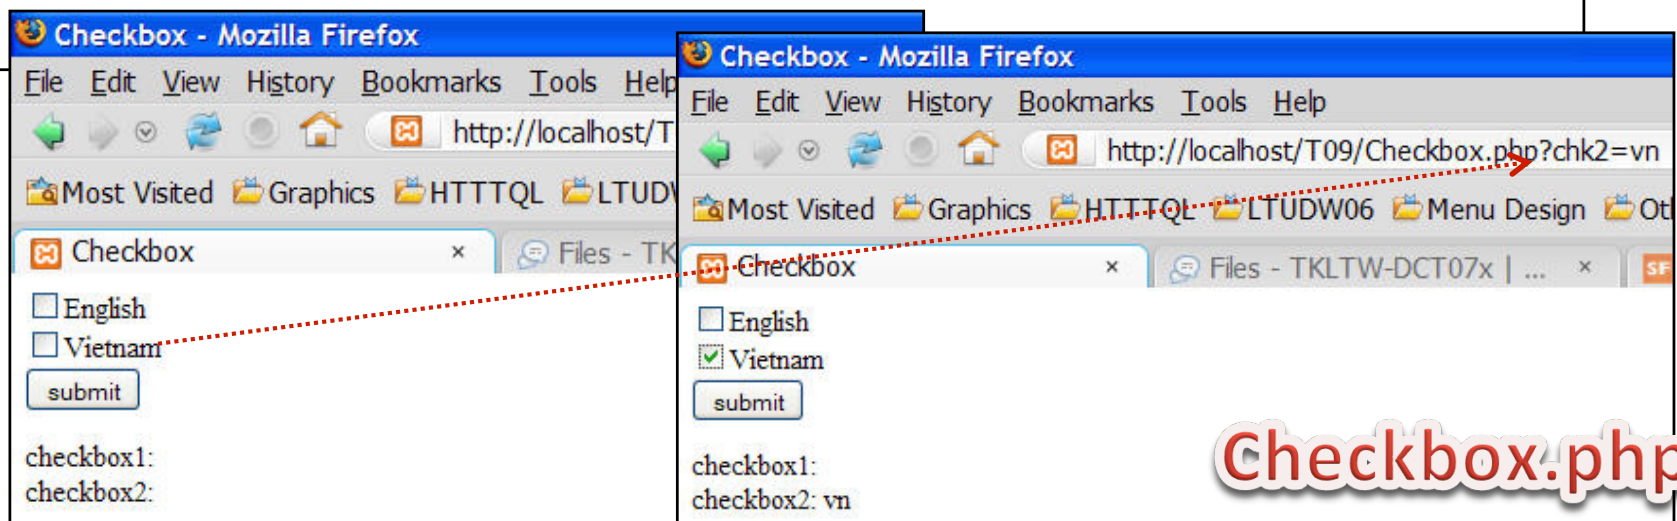 Checkbox - Mozilla Firefox
File Edit View History Bookmarks Tools Help
http://localhost/T
Most Visited Graphics HTTTQL LTUDW
Checkbox × Files - TK
English
Vietnam
submit
checkbox1:
checkbox2:
Checkbox - Mozilla Firefox
File Edit View History Bookmarks Tools Help
http://localhost/T09/Checkbox.php?chk2=vn
Most Visited Graphics HTTTQL LTUDW06 Menu Design Ot
Checkbox × Files - TKLTW-DCT07x | ... × SF
English
Vietnam
submit
checkbox1:
checkbox2: vn
Checkbox.php